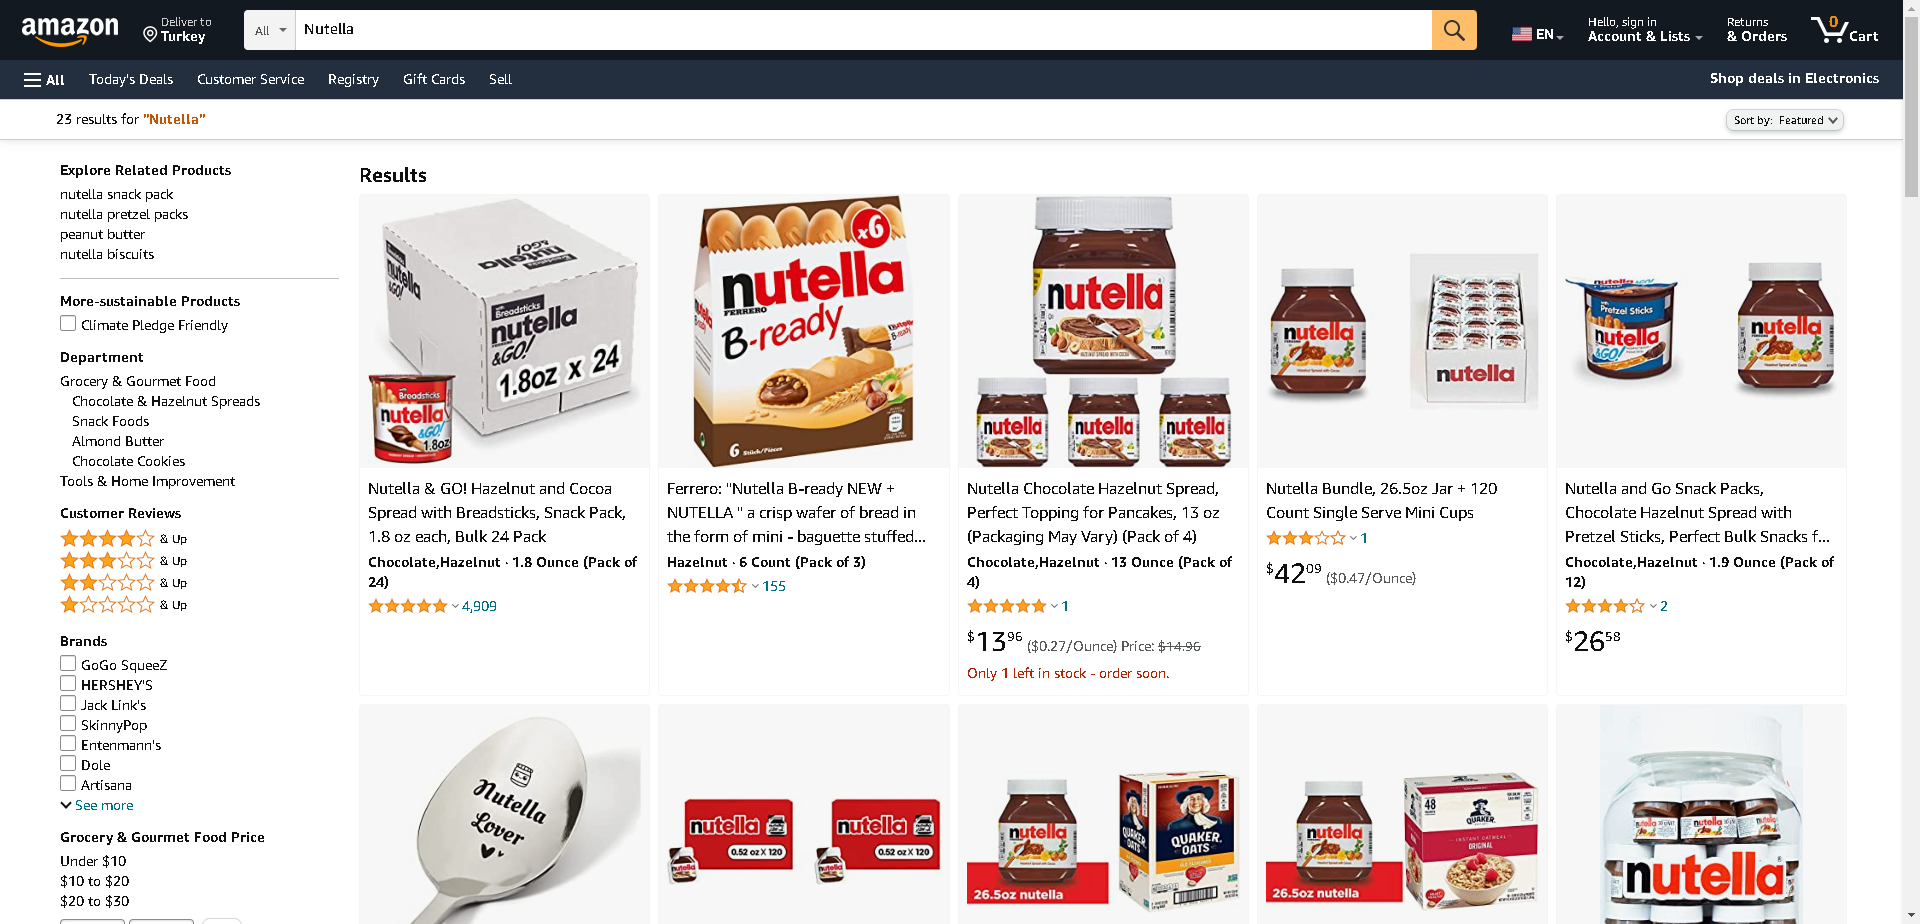 amazon
Deliver to
Turkey
All
Nutella
EN
Hello, sign in
Account & Lists
Returns
& Orders
0
Cart
All
Today's Deals
Customer Service
Registry
Gift Cards
Sell
Shop deals in Electronics
23 results for "Nutella"
Sort by: Featured
Explore Related Products
nutella snack pack
nutella pretzel packs
peanut butter
nutella biscuits
More-sustainable Products
Climate Pledge Friendly
Department
Grocery & Gourmet Food
Chocolate & Hazelnut Spreads
Snack Foods
Almond Butter
Chocolate Cookies
Tools & Home Improvement
Customer Reviews
& Up
& Up
& Up
& Up
Brands
GoGo SqueeZ
HERSHEY'S
Jack Link's
SkinnyPop
Entenmann's
Dole
Artisana
See more
Grocery & Gourmet Food Price
Under $10
$10 to $20
$20 to $30
Results
nutella
&GO!
Breadsticks
nutella
&GO!
1.8oz x 24
Breadsticks
nutella
&GO!
1.8oz
Nutella & GO! Hazelnut and Cocoa
Spread with Breadsticks, Snack Pack,
1.8 oz each, Bulk 24 Pack
Chocolate,Hazelnut · 1.8 Ounce (Pack of
24)
4,909
x6
nutella
FERRERO
B-ready
6 Stück/Pieces
Ferrero: "Nutella B-ready NEW +
NUTELLA " a crisp wafer of bread in
the form of mini - baguette stuffed...
Hazelnut · 6 Count (Pack of 3)
155
nutella
nutella
nutella
nutella
Nutella Chocolate Hazelnut Spread,
Perfect Topping for Pancakes, 13 oz
(Packaging May Vary) (Pack of 4)
Chocolate,Hazelnut · 13 Ounce (Pack of
4)
1
$13 96 ($0.27/Ounce) Price: $14.96
Only 1 left in stock - order soon.
nutella
nutella
Nutella Bundle, 26.5oz Jar + 120
Count Single Serve Mini Cups
1
$42 09 ($0.47/Ounce)
Pretzel Sticks
nutella
&GO!
nutella
Nutella and Go Snack Packs,
Chocolate Hazelnut Spread with
Pretzel Sticks, Perfect Bulk Snacks f...
Chocolate,Hazelnut · 1.9 Ounce (Pack of
12)
2
$26 58
Nutella
Lover
nutella
0.52 oz X 120
nutella
0.52 oz X 120
nutella
26.5oz nutella
QUAKER
QUAKER
OATS
nutella
26.5oz nutella
48
QUAKER
INSTANT OATMEAL
ORIGINAL
nutella
nutella